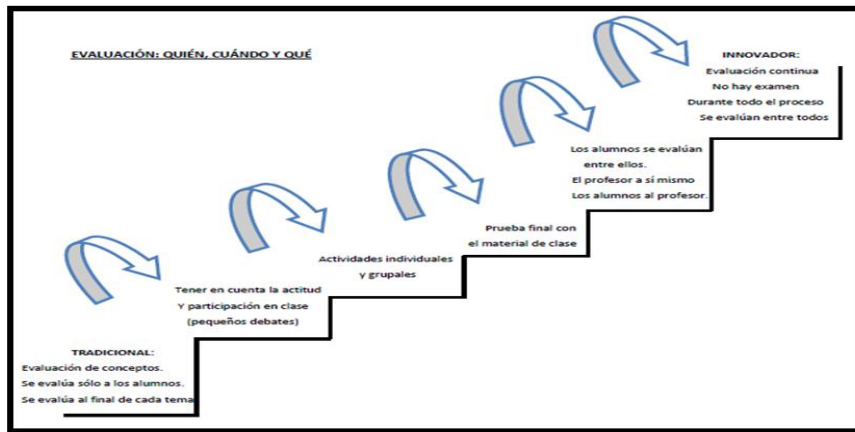 EVALUACIÓN: QUIÉN, CUÁNDO Y QUÉ
INNOVADOR:
Evaluación continua
No hay examen
Durante todo el proceso
Se evalúan entre todos
Los alumnos se evalúan
entre ellos.
El profesor a sí mismo
Los alumnos al profesor.
Prueba final con
el material de clase
Actividades individuales
y grupales
Tener en cuenta la actitud
Y participación en clase
(pequeños debates)
TRADICIONAL:
Evaluación de conceptos.
Se evalúa sólo a los alumnos.
Se evalúa al final de cada tema